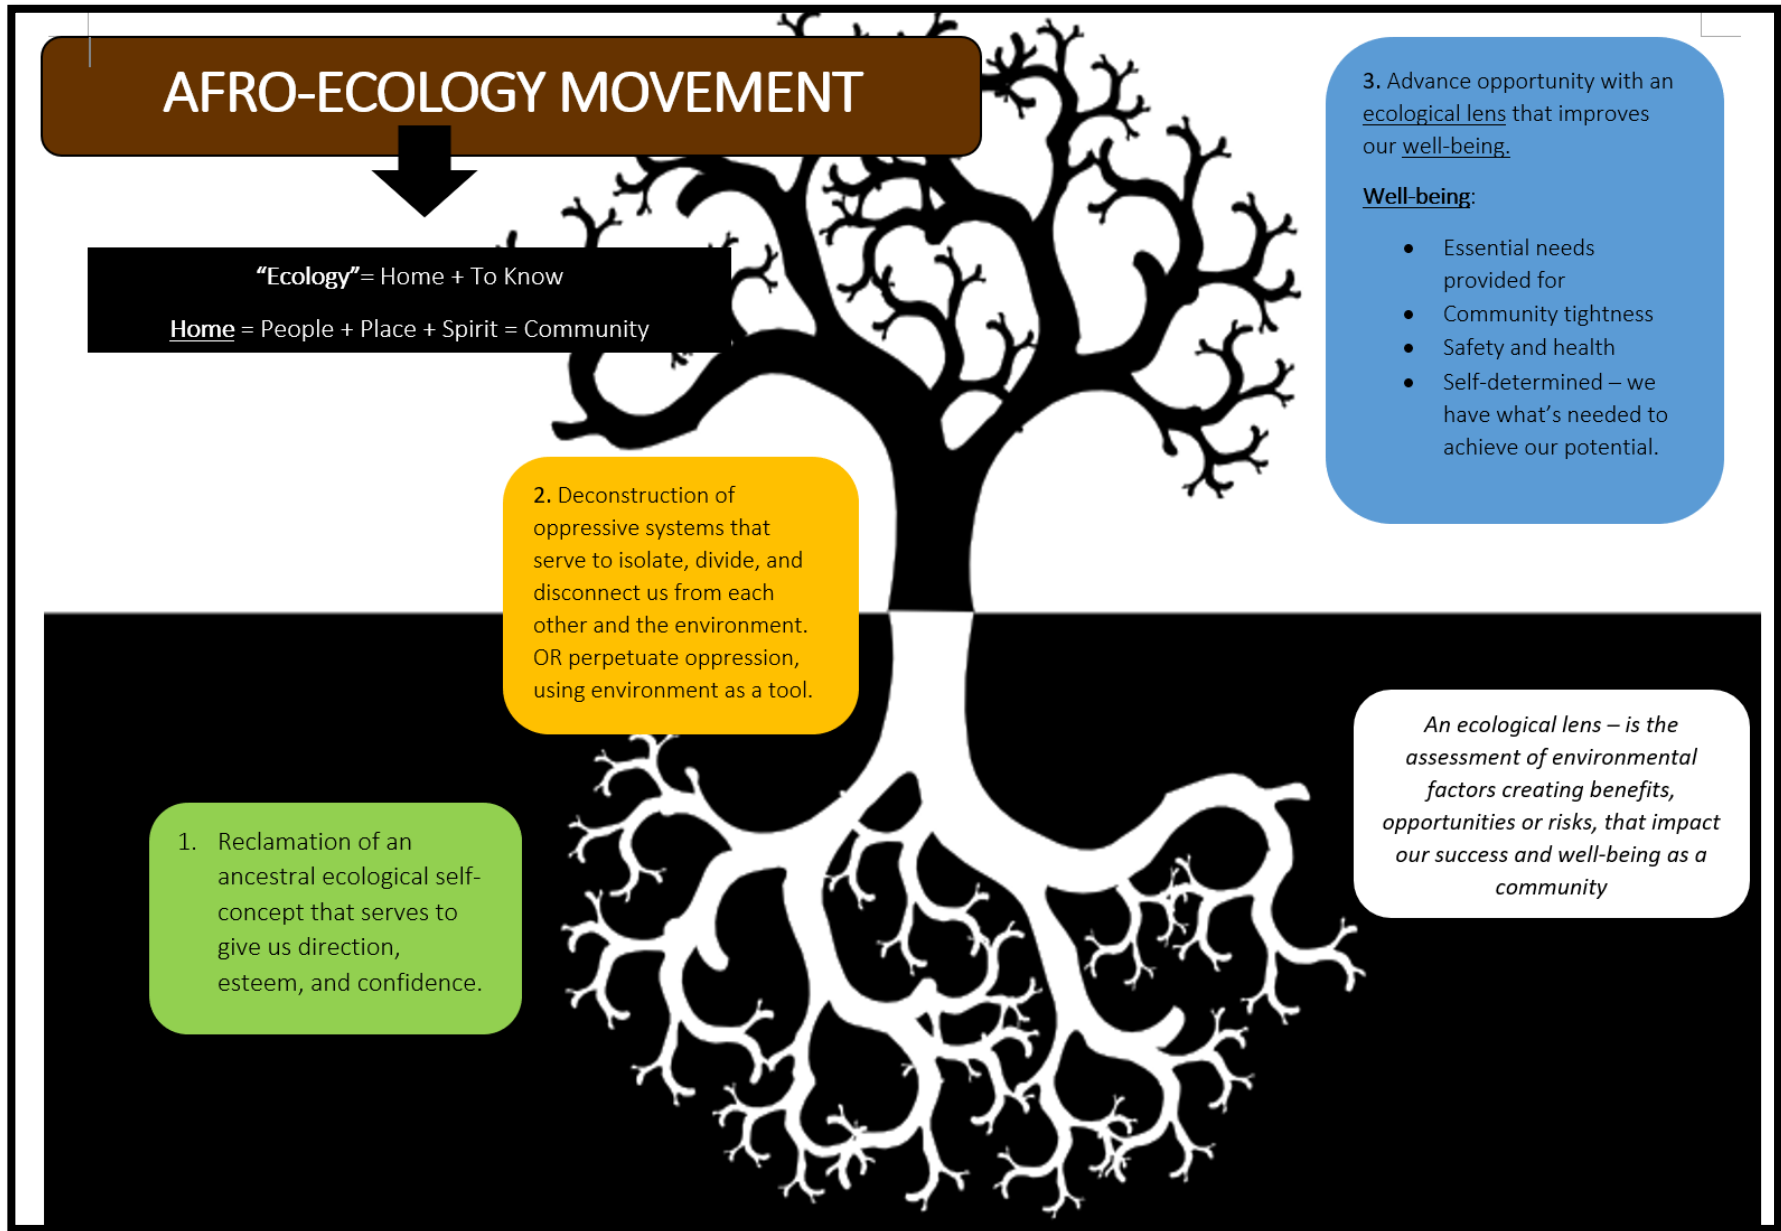 AFRO-ECOLOGY MOVEMENT
“Ecology”= Home + To Know
Home = People + Place + Spirit = Community
3. Advance opportunity with an
ecological lens that improves
our well-being.
Well-being:
• Essential needs
provided for
• Community tightness
• Safety and health
• Self-determined – we
have what’s needed to
achieve our potential.
2. Deconstruction of
oppressive systems that
serve to isolate, divide, and
disconnect us from each
other and the environment.
OR perpetuate oppression,
using environment as a tool.
An ecological lens – is the
assessment of environmental
factors creating benefits,
opportunities or risks, that impact
our success and well-being as a
community
1. Reclamation of an
ancestral ecological self-
concept that serves to
give us direction,
esteem, and confidence.